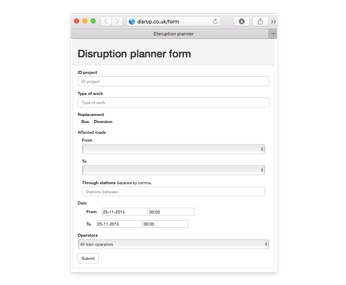 disrup.co.uk/form
Disruption planner
Disruption planner form
ID project
ID project
Type of work
Type of work
Replacement
Bus Diversion
Affected roads
From
To
Through stations Separate by comma.
Stations between
Date
From 23-11-2015 00:00
To 23-11-2015 00:00
Operators
All train operators
Submit